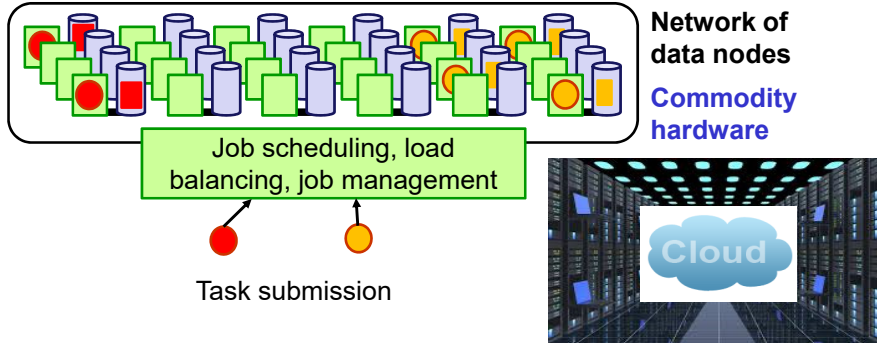 Network of
data nodes
Commodity
hardware
Job scheduling, load
balancing, job management
Cloud
Task submission